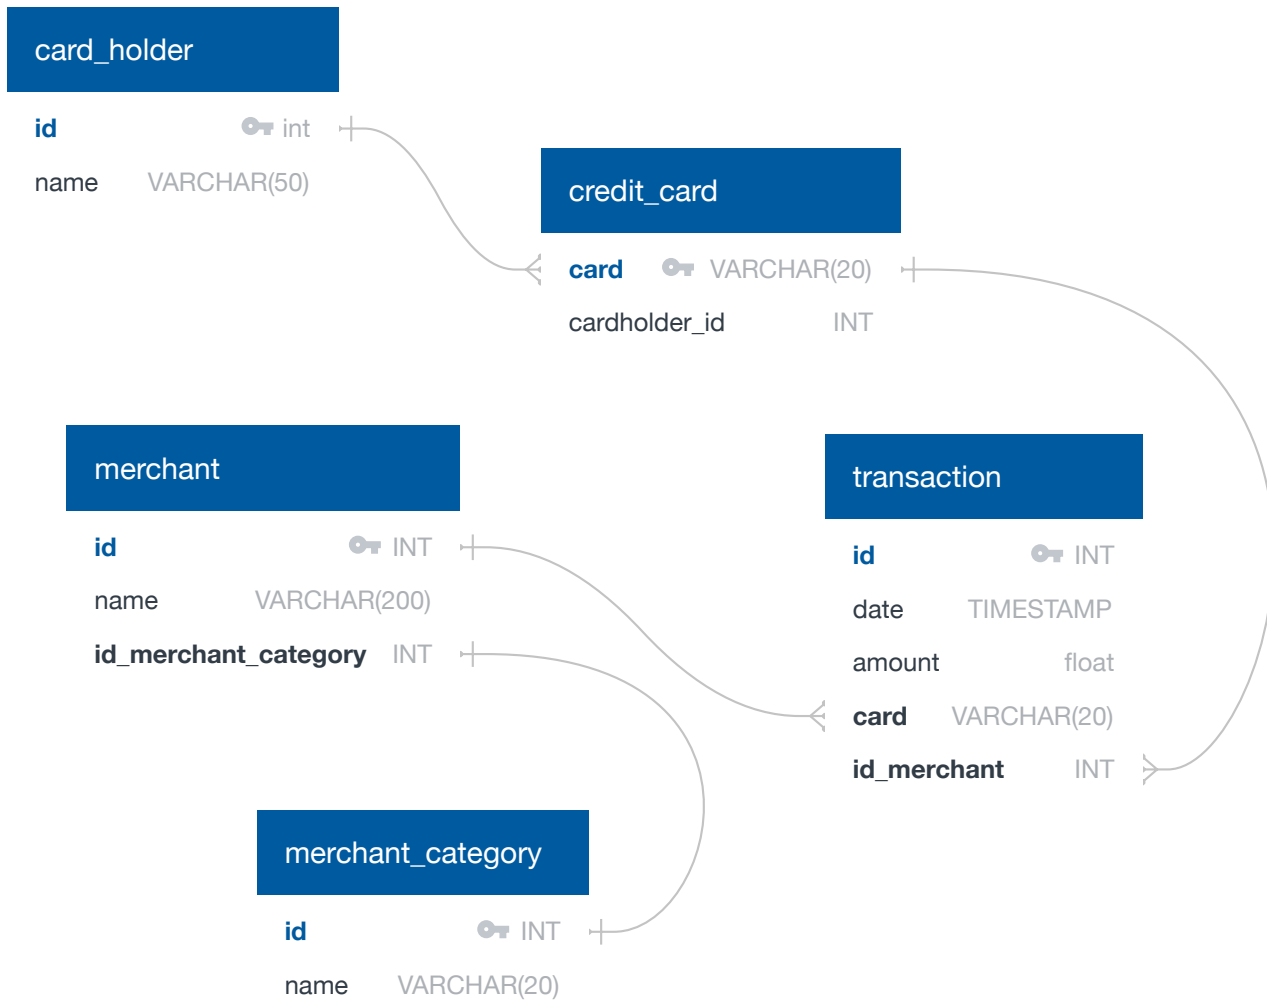 card_holder
id int
name VARCHAR(50)
credit_card
card VARCHAR(20)
cardholder_id INT
merchant
id INT
name VARCHAR(200)
id_merchant_category INT
transaction
id INT
date TIMESTAMP
amount float
card VARCHAR(20)
id_merchant INT
merchant_category
id INT
name VARCHAR(20)